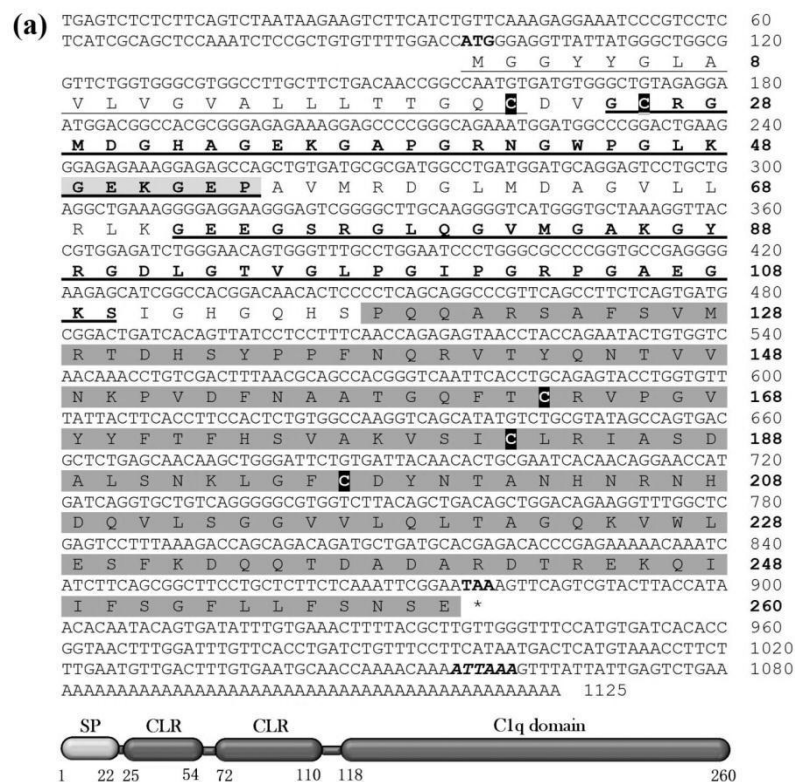 (a)
TGAGTCTCTCTTCAGTCTAATAAGAAGTCTTCATCTGTTCAAAGAGGAAATCCCGTCCTC 60
TCATCGCAGCTCCAAATCTCCGCTGTGTTTTGGACCATGGGAGGTTATTATGGGCTGGCG 120
M G G Y Y G L A 8
GTTCTGGTGGGCGTGGCCTTGCTTCTGACAACCGGCCAATGTGATGTGGGCTGTAGAGGA 180
V L V G V A L L L T T G Q C D V G C R G 28
ATGGACGGCCACGCGGGAGAGAAAGGAGCCCCGGGCAGAAATGGATGGCCCGGACTGAAG 240
M D G H A G E K G A P G R N G W P G L K 48
GGAGAGAAAGGAGAGCCAGCTGTGATGCGCGATGGCCTGATGGATGCAGGAGTCCTGCTG 300
G E K G E P A V M R D G L M D A G V L L 68
AGGCTGAAAGGGGAGGAAGGGAGTCGGGGCTTGCAAGGGGTCATGGGTGCTAAAGGTTAC 360
R L K G E E G S R G L Q G V M G A K G Y 88
CGTGGAGATCTGGGAACAGTGGGTTTGCCTGGAATCCCTGGGCGCCCCGGTGCCGAGGGG 420
R G D L G T V G L P G I P G R P G A E G 108
AAGAGCATCGGCCACGGACAACACTCCCCTCAGCAGGCCCGTTCAGCCTTCTCAGTGATG 480
K S I G H G Q H S P Q Q A R S A F S V M 128
CGGACTGATCACAGTTATCCTCCTTTCAACCAGAGAGTAACCTACCAGAATACTGTGGTC 540
R T D H S Y P P F N Q R V T Y Q N T V V 148
AACAAACCTGTCGACTTTAACGCAGCCACGGGTCAATTCACCTGCAGAGTACCTGGTGTT 600
N K P V D F N A A T G Q F T C R V P G V 168
TATTACTTCACCTTCCACTCTGTGGCCAAGGTCAGCATATGTCTGCGTATAGCCAGTGAC 660
Y Y F T F H S V A K V S I C L R I A S D 188
GCTCTGAGCAACAAGCTGGGATTCTGTGATTACAACACTGCGAATCACAACAGGAACCAT 720
A L S N K L G F C D Y N T A N H N R N H 208
GATCAGGTGCTGTCAGGGGGCGTGGTCTTACAGCTGACAGCTGGACAGAAGGTTTGGCTC 780
D Q V L S G G V V L Q L T A G Q K V W L 228
GAGTCCTTTAAAGACCAGCAGACAGATGCTGATGCACGAGACACCCGAGAAAAACAAATC 840
E S F K D Q Q T D A D A R D T R E K Q I 248
ATCTTCAGCGGCTTCCTGCTCTTCTCAAATTCGGAATAAAGTTCAGTCGTACTTACCATA 900
I F S G F L L F S N S E * 260
ACACAATACAGTGATATTTGTGAAACTTTTACGCTTGTTGGGTTTCCATGTGATCACACC 960
GGTAACTTTGGATTTGTTCACCTGATCTGTTTCCTTCATAATGACTCATGTAAACCTTCT 1020
TTGAATGTTGACTTTGTGAATGCAACCAAAACAAAATTAAAGTTTATTATTGAGTCTGAA 1080
AAAAAAAAAAAAAAAAAAAAAAAAAAAAAAAAAAAAAAAAAAAAA 1125
SP CLR CLR C1q domain
1 22 25 54 72 110 118 260